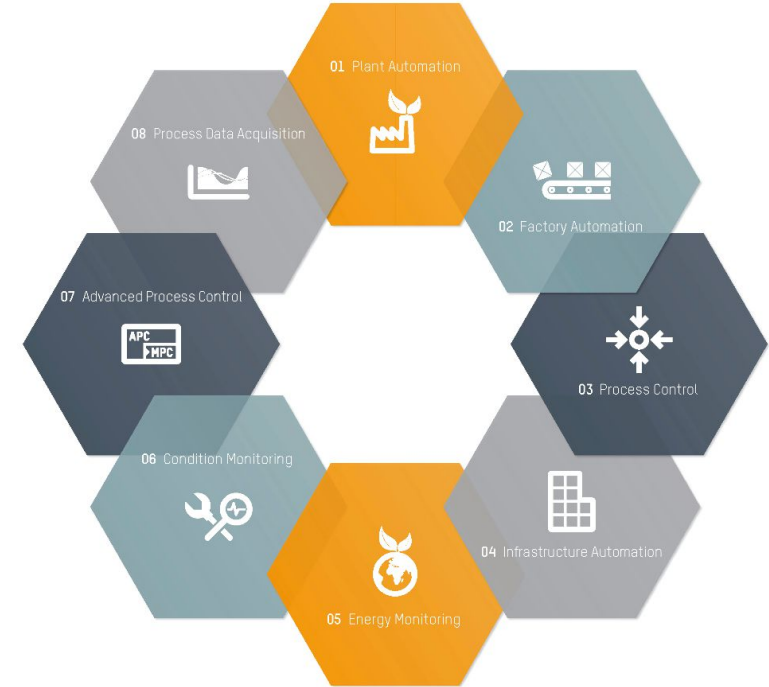 01 Plant Automation
02 Factory Automation
03 Process Control
04 Infrastructure Automation
05 Energy Monitoring
06 Condition Monitoring
07 Advanced Process Control
APC
MPC
08 Process Data Acquisition